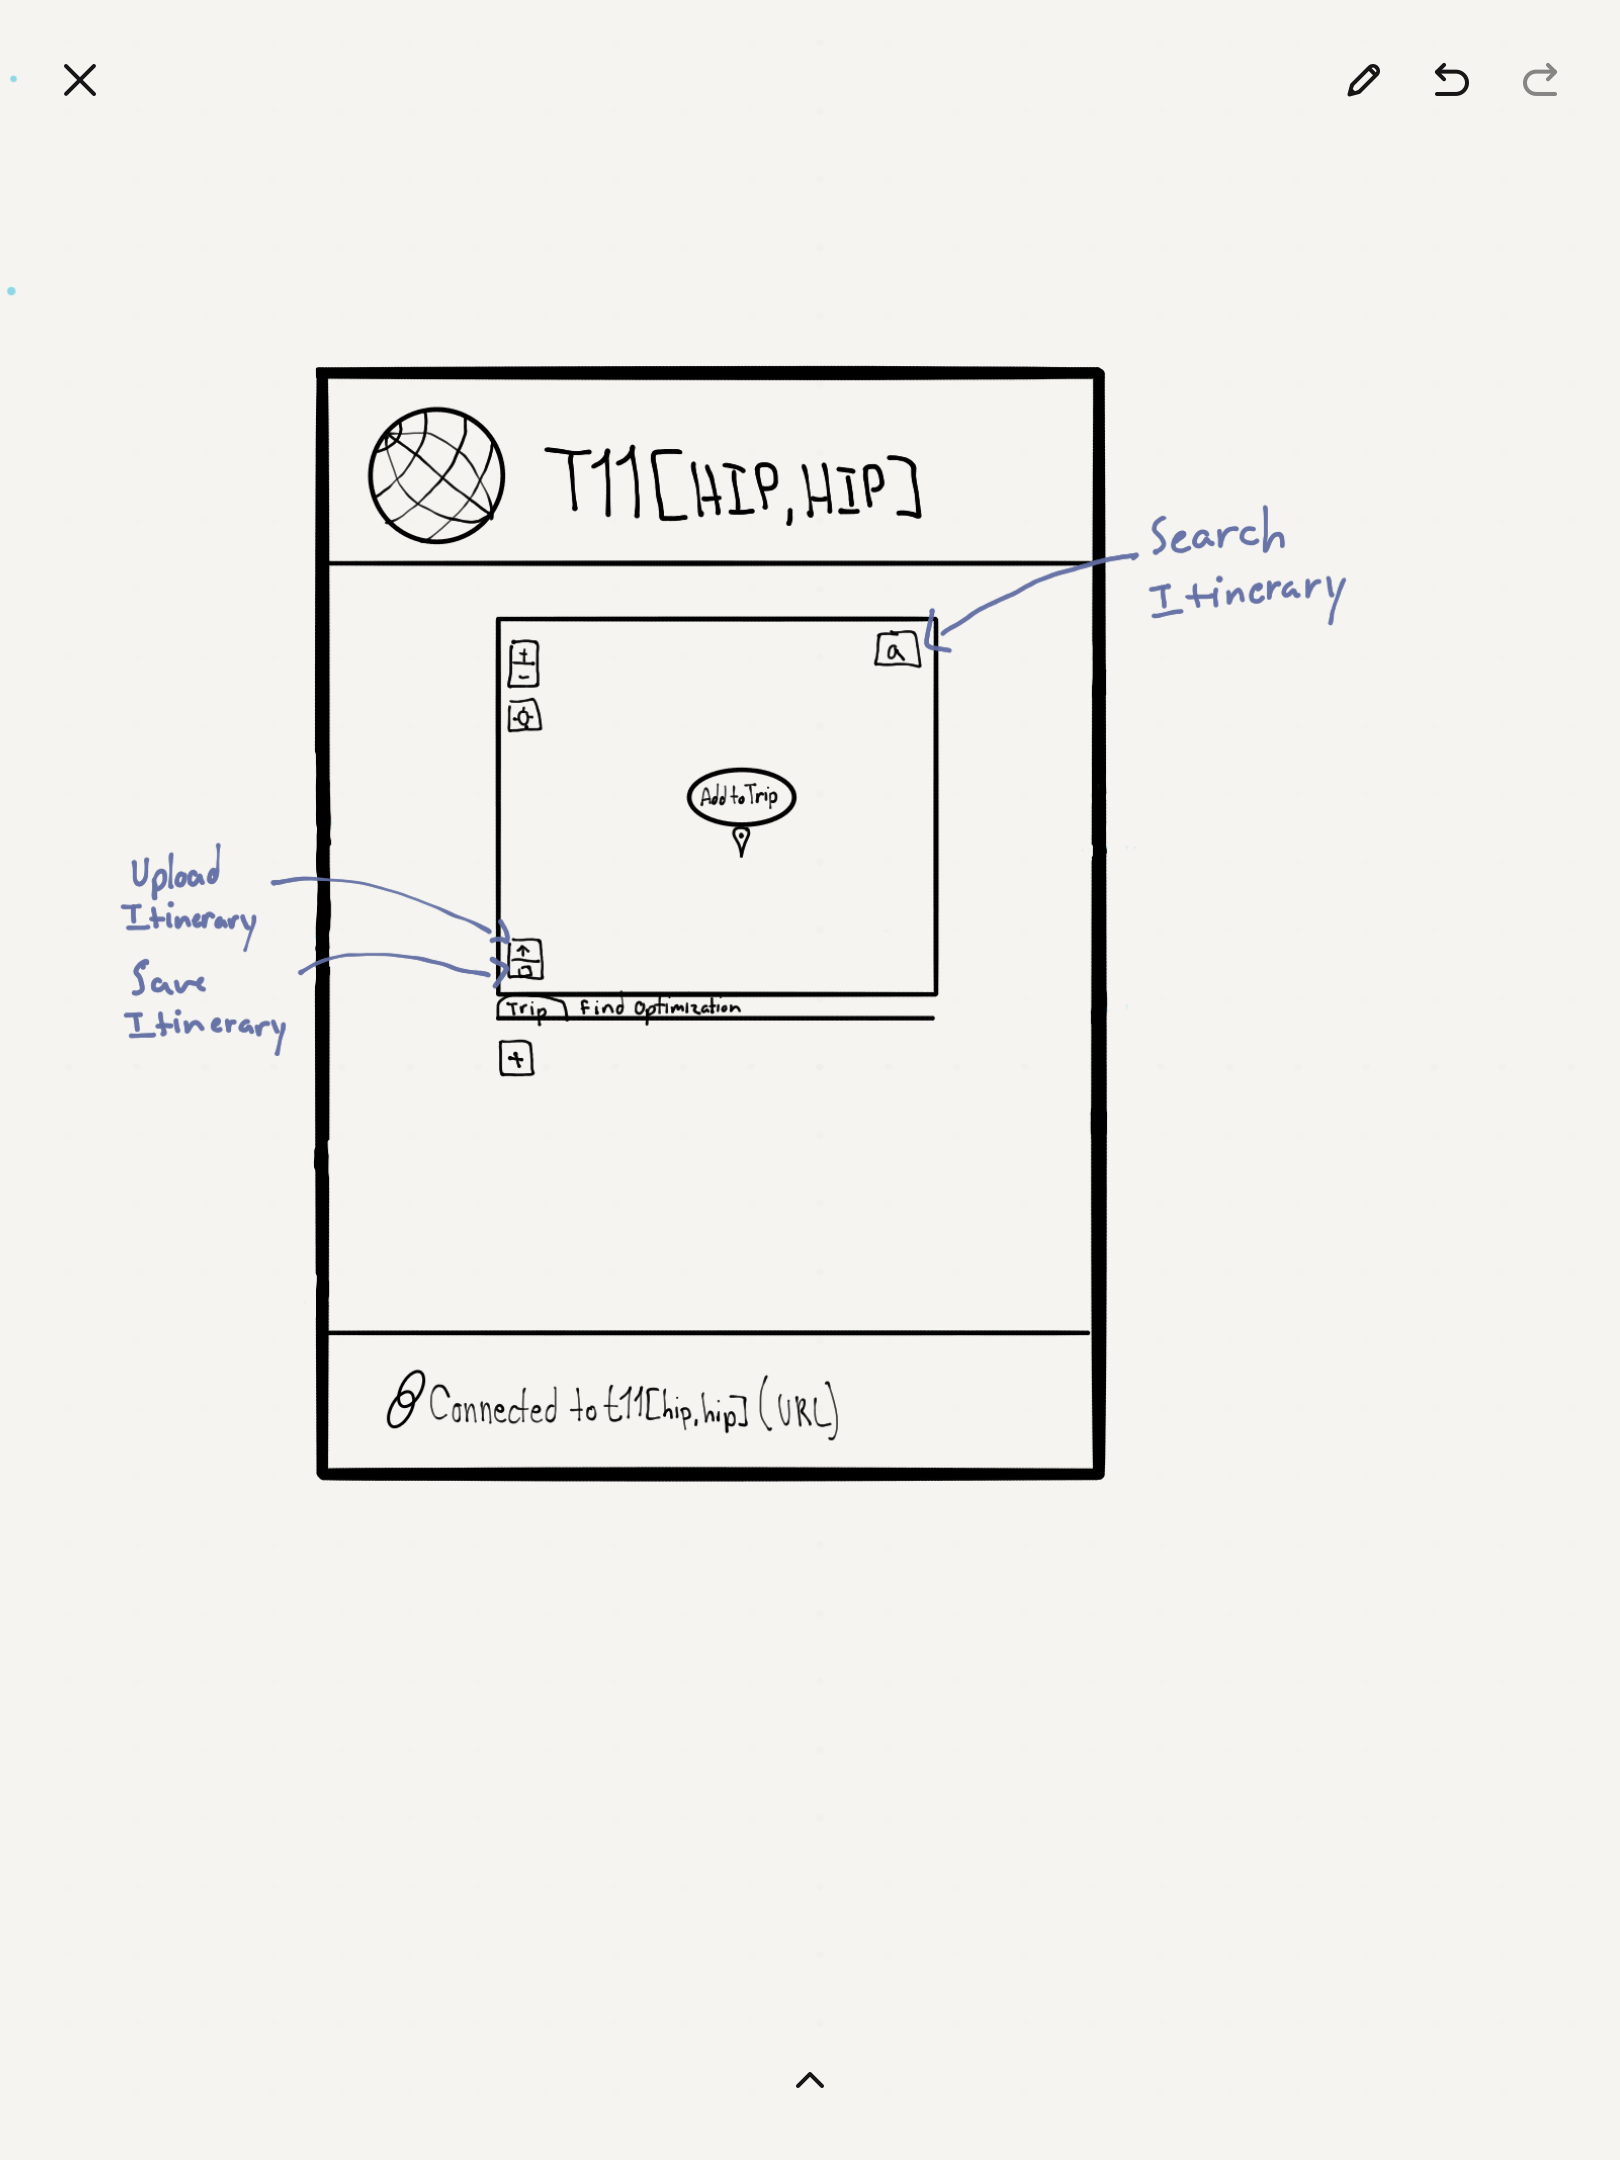 T11[HIP,HIP]
Search
Itinerary
+
-
a
Add to Trip
Upload
Itinerary
Save
Itinerary
Trip Find Optimization
+
Connected to t11[hip,hip] (URL)